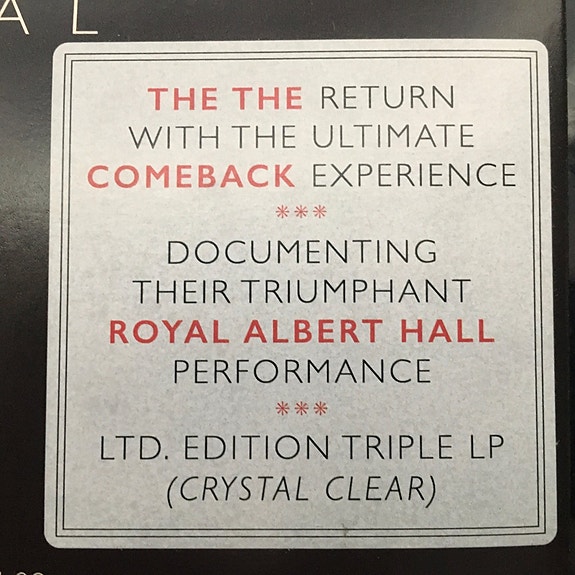 A L
THE THE RETURN
WITH THE ULTIMATE
COMEBACK EXPERIENCE
***
DOCUMENTING
THEIR TRIUMPHANT
ROYAL ALBERT HALL
PERFORMANCE
***
LTD. EDITION TRIPLE LP
(CRYSTAL CLEAR)